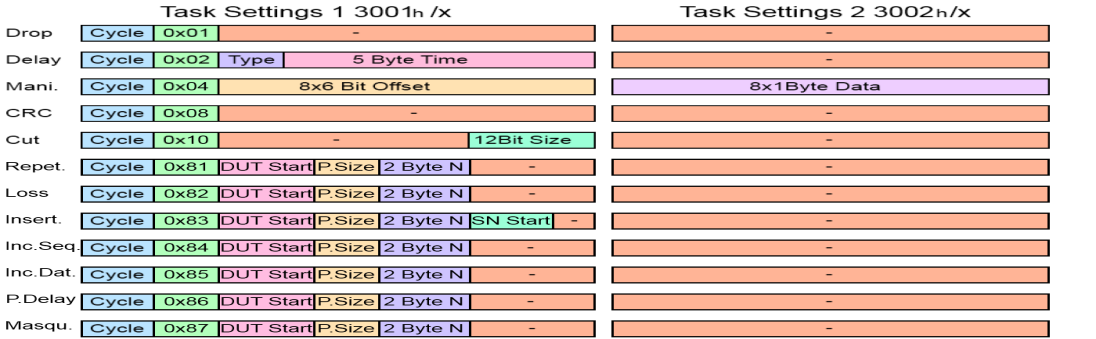 Task Settings 1 3001h /x Task Settings 2 3002h/x
Drop Cycle 0x01 - -
Delay Cycle 0x02 Type 5 Byte Time -
Mani. Cycle 0x04 8x6 Bit Offset 8x1Byte Data
CRC Cycle 0x08 - -
Cut Cycle 0x10 - 12Bit Size -
Repet. Cycle 0x81 DUT Start P.Size 2 Byte N - -
Loss Cycle 0x82 DUT Start P.Size 2 Byte N - -
Insert. Cycle 0x83 DUT Start P.Size 2 Byte N SN Start - -
Inc.Seq. Cycle 0x84 DUT Start P.Size 2 Byte N - -
Inc.Dat. Cycle 0x85 DUT Start P.Size 2 Byte N - -
P.Delay Cycle 0x86 DUT Start P.Size 2 Byte N - -
Masqu. Cycle 0x87 DUT Start P.Size 2 Byte N - -